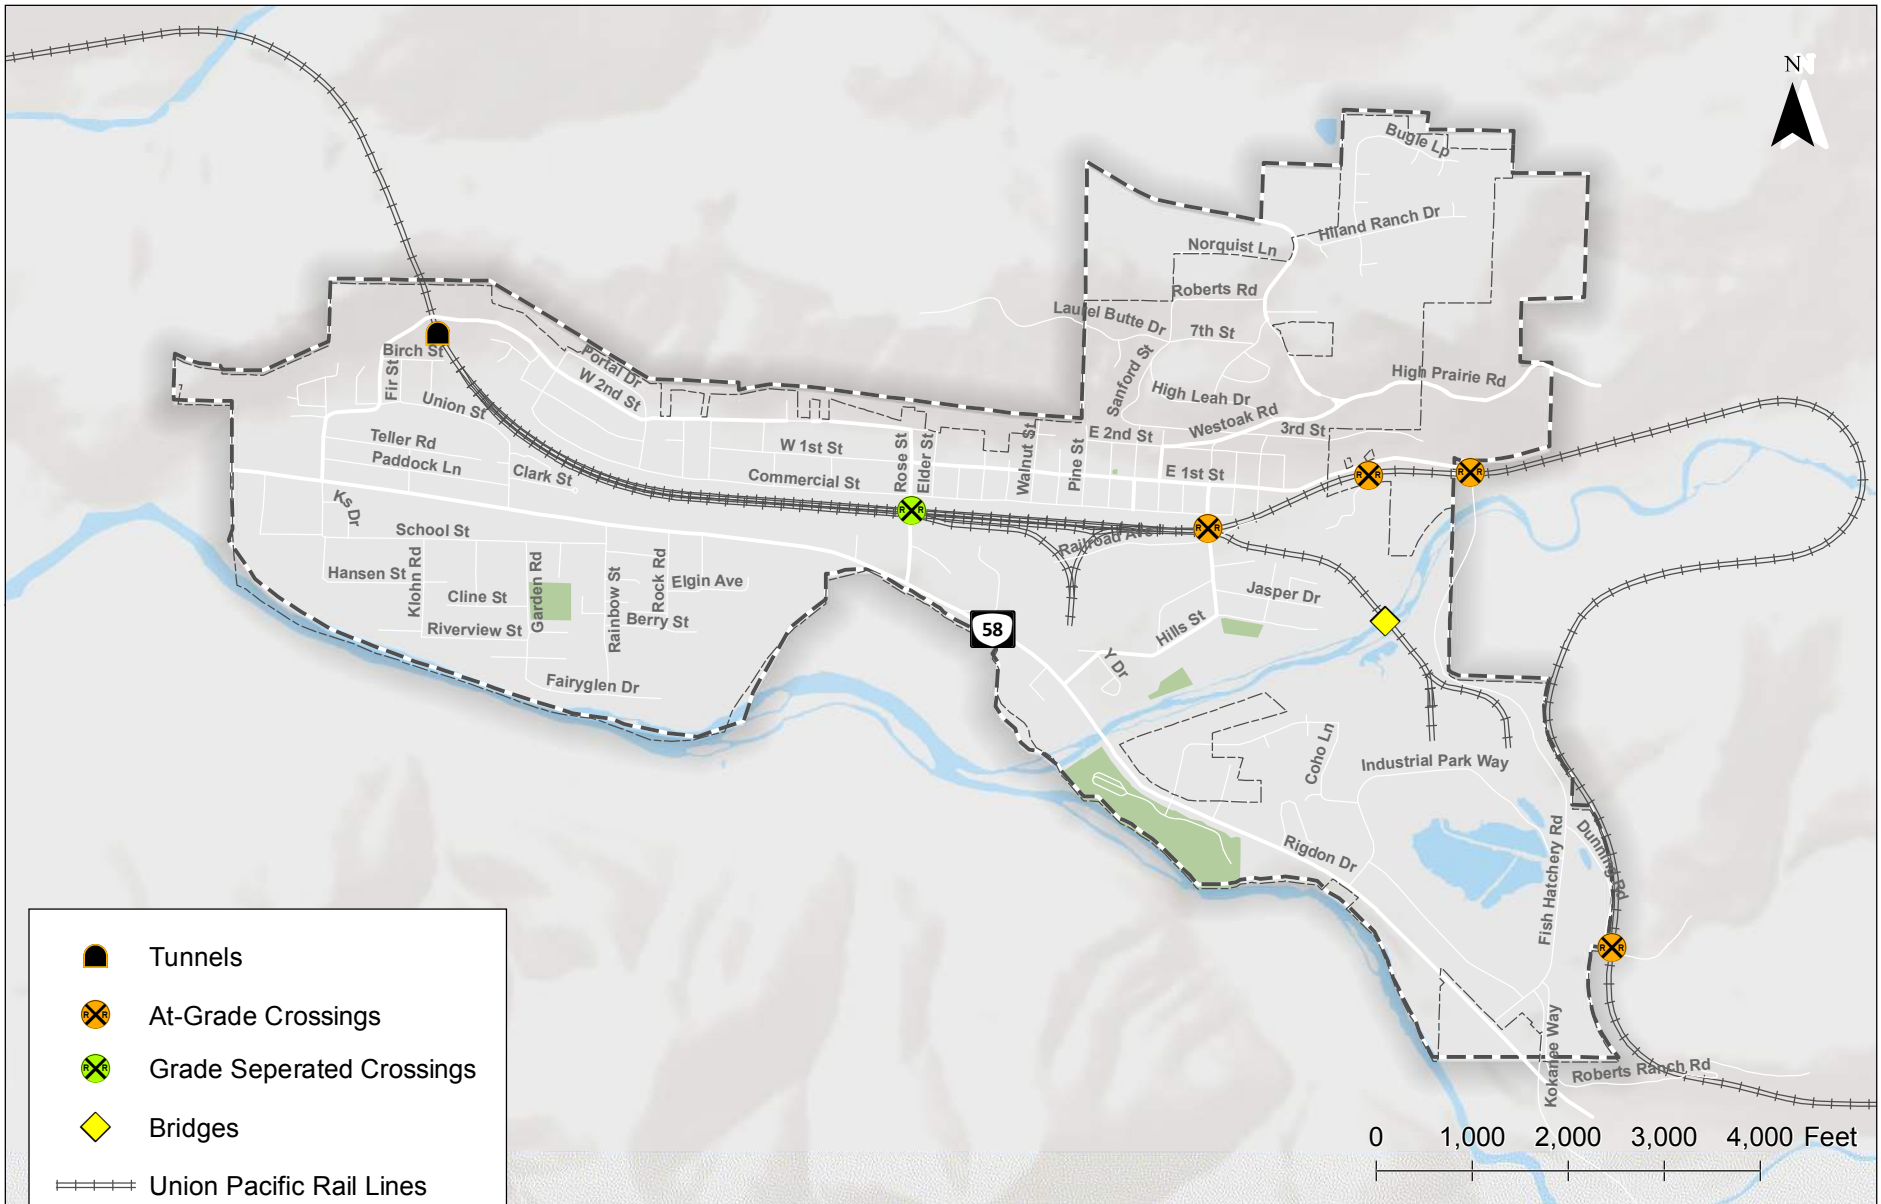 N
Bugle Lp
Hiland Ranch Dr
Norquist Ln
Roberts Rd
Laurel Butte Dr
7th St
Sanford St
High Prairie Rd
High Leah Dr
Westoak Rd
3rd St
Birch St
Fir St
Portal Dr
W 2nd St
Union St
Teller Rd
Paddock Ln
Clark St
W 1st St
Commercial St
Rose St
Elder St
Walnut St
Pine St
E 2nd St
E 1st St
Railroad Ave
Ks Dr
School St
Hansen St
Klohn Rd
Cline St
Riverview St
Garden Rd
Rainbow St
Rock Rd
Elgin Ave
Berry St
Fairyglen Dr
58
Jasper Dr
Hills St
Y Dr
Coho Ln
Industrial Park Way
Rigdon Dr
Fish Hatchery Rd
Dunning Rd
Kokanee Way
Roberts Ranch Rd
R R
R R
R R
R R
R R
Tunnels
R R
At-Grade Crossings
R R
Grade Seperated Crossings
Bridges
Union Pacific Rail Lines
0 1,000 2,000 3,000 4,000 Feet